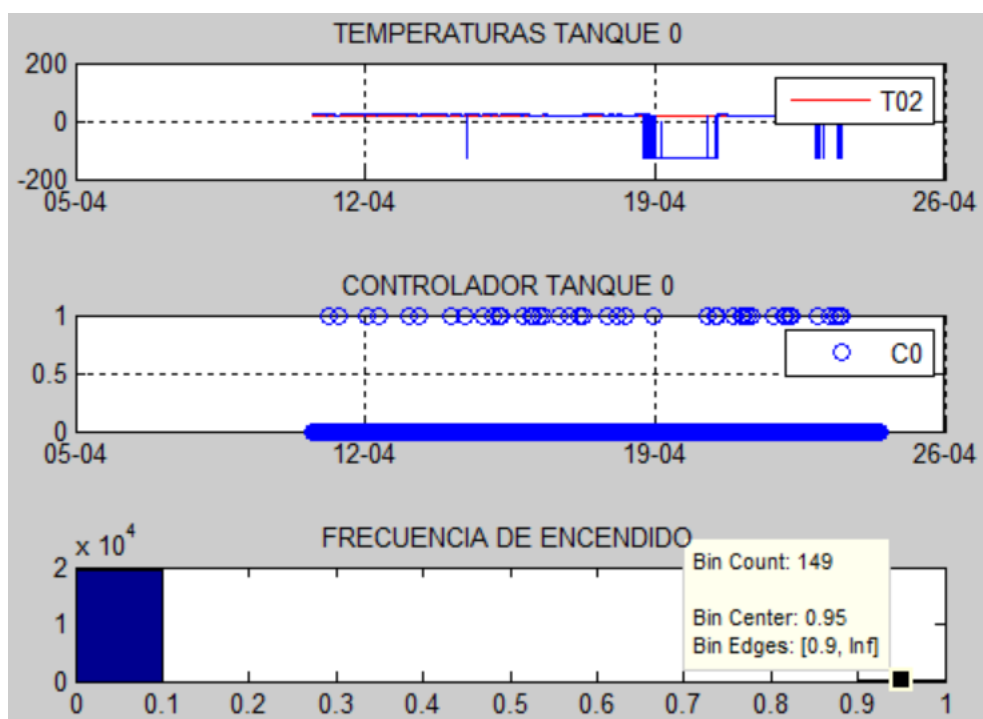 TEMPERATURAS TANQUE 0
200
0
-200
T02
05-04 12-04 19-04 26-04
CONTROLADOR TANQUE 0
1
0.5
0
C0
05-04 12-04 19-04 26-04
FRECUENCIA DE ENCENDIDO
x 10^4
2
1
0
Bin Count: 149
Bin Center: 0.95
Bin Edges: [0.9, Inf]
0 0.1 0.2 0.3 0.4 0.5 0.6 0.7 0.8 0.9 1